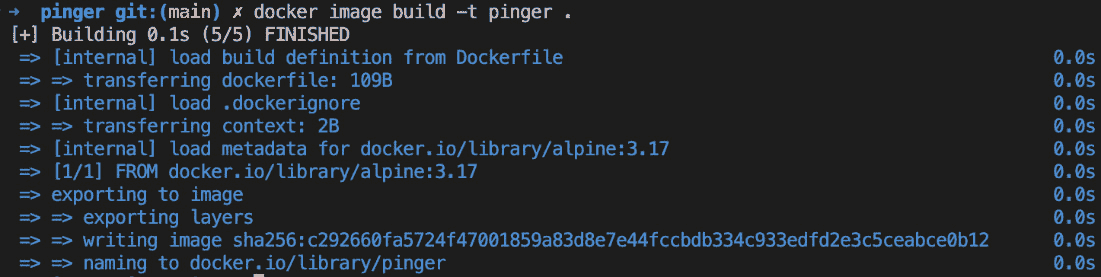 → pinger git:(main) ✗ docker image build -t pinger .
[+] Building 0.1s (5/5) FINISHED
=> [internal] load build definition from Dockerfile 0.0s
=> => transferring dockerfile: 109B 0.0s
=> [internal] load .dockerignore 0.0s
=> => transferring context: 2B 0.0s
=> [internal] load metadata for docker.io/library/alpine:3.17 0.0s
=> [1/1] FROM docker.io/library/alpine:3.17 0.0s
=> exporting to image 0.0s
=> => exporting layers 0.0s
=> => writing image sha256:c292660fa5724f47001859a83d8e7e44fccbdb334c933edfd2e3c5ceabce0b12 0.0s
=> => naming to docker.io/library/pinger 0.0s